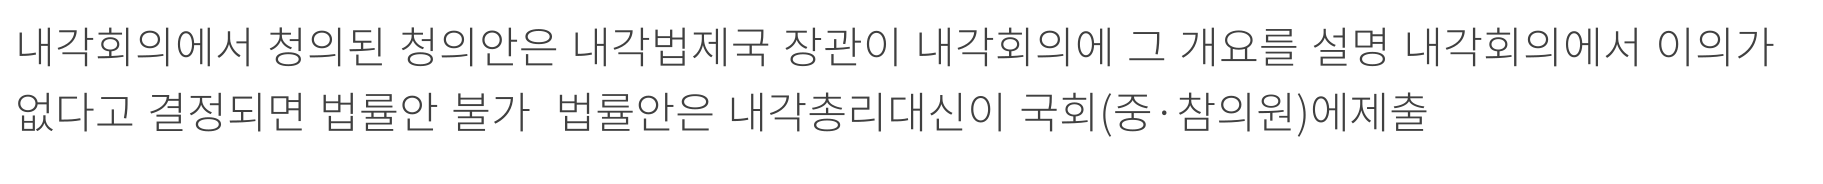 내각회의에서 청의된 청의안은 내각법제국 장관이 내각회의에 그 개요를 설명 내각회의에서 이의가
없다고 결정되면 법률안 불가  법률안은 내각총리대신이 국회(중·참의원)에제출